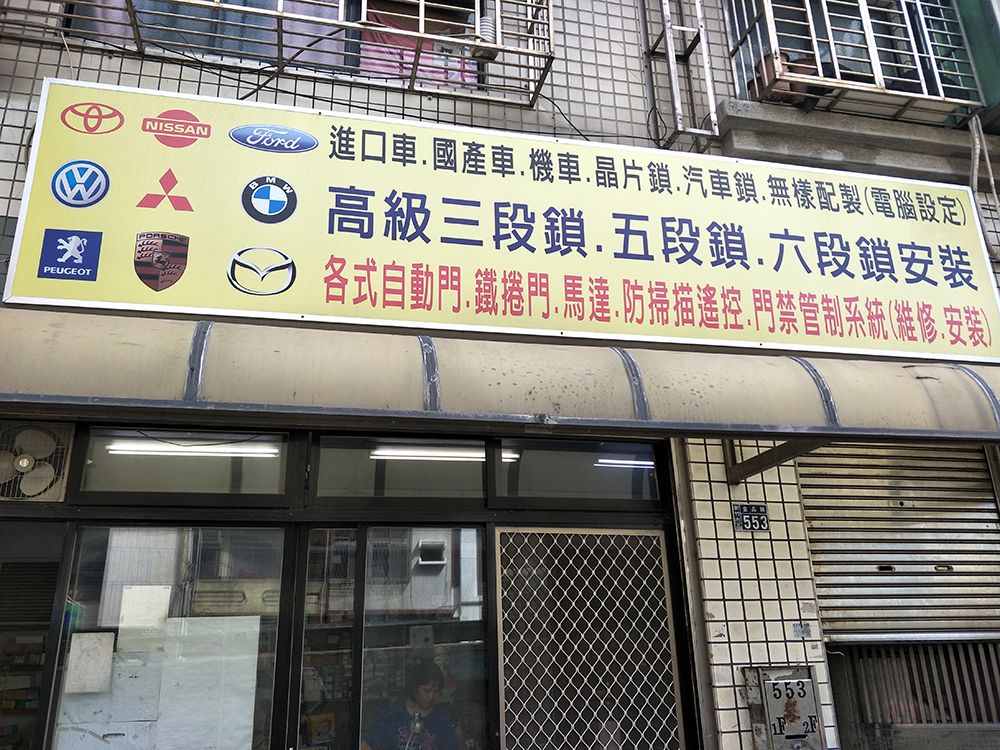 NISSAN
Ford
BMW
PORSCHE
PEUGEOT
進口車.國產車.機車.晶片鎖.汽車鎖.無樣配製(電腦設定)
高級三段鎖.五段鎖.六段鎖安裝
各式自動門.鐵捲門.馬達.防掃描遙控.門禁管制系統(維修.安裝)
553
553
1F 2F